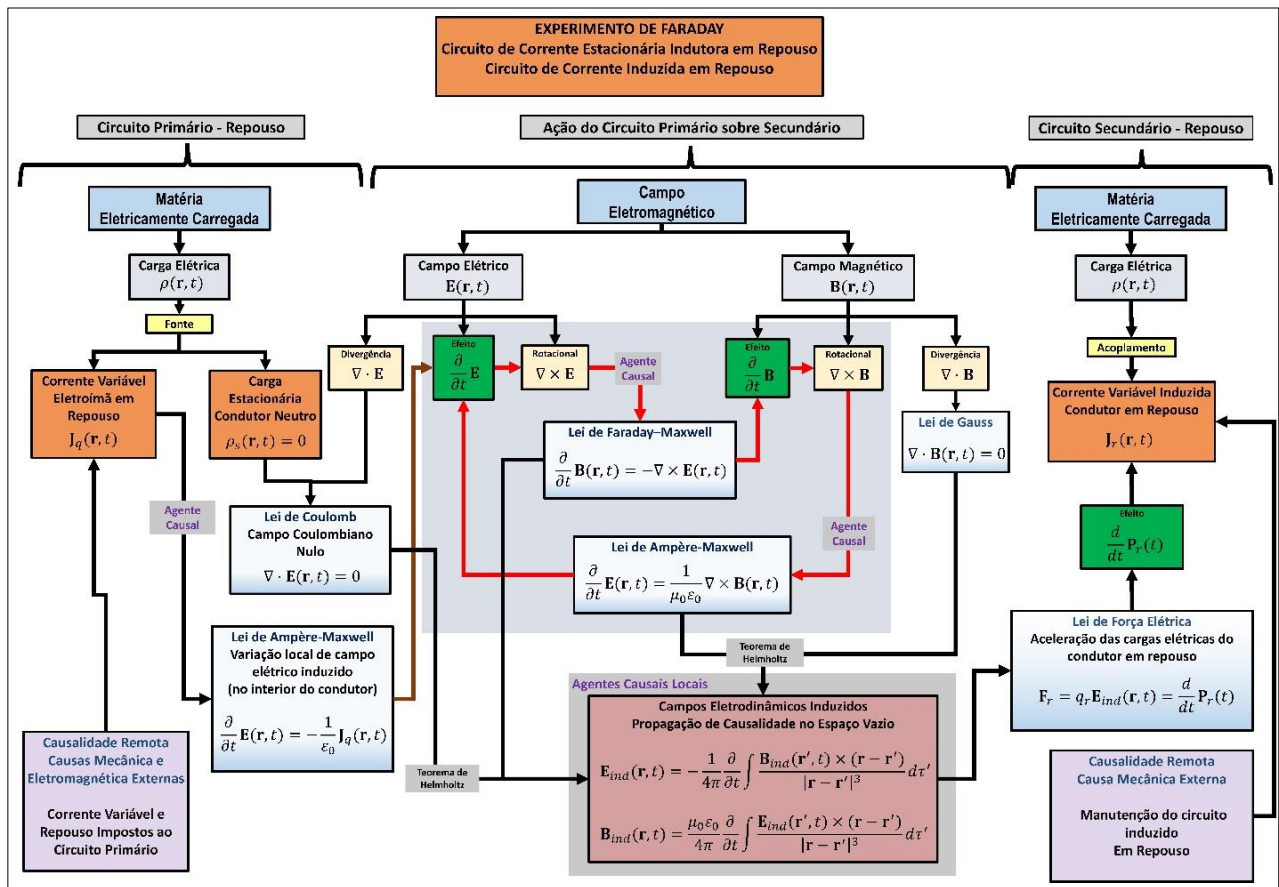 EXPERIMENTO DE FARADAY
Circuito de Corrente Estacionária Indutora em Repouso
Circuito de Corrente Induzida em Repouso
Circuito Primário - Repouso
Ação do Circuito Primário sobre Secundário
Circuito Secundário - Repouso
Matéria
Eletricamente Carregada
Carga Elétrica
ρ(r, t)
Fonte
Corrente Variável
Eletroímã em
Repouso
J_q(r, t)
Carga
Estacionária
Condutor Neutro
ρ_s(r, t) = 0
Agente
Causal
Lei de Coulomb
Campo Coulombiano
Nulo
∇ · E(r, t) = 0
Lei de Ampère-Maxwell
Variação local de campo
elétrico induzido
(no interior do condutor)
∂/∂t E(r, t) = −1/ε₀ J_q(r, t)
Causalidade Remota
Causas Mecânica e
Eletromagnética Externas
Corrente Variável e
Repouso Impostos ao
Circuito Primário
Campo
Eletromagnético
Campo Elétrico
E(r, t)
Campo Magnético
B(r, t)
Divergência
∇ · E
Efeito
∂/∂t E
Rotacional
∇ × E
Agente
Causal
Efeito
∂/∂t B
Rotacional
∇ × B
Divergência
∇ · B
Lei de Faraday–Maxwell
∂/∂t B(r, t) = −∇ × E(r, t)
Lei de Gauss
∇ · B(r, t) = 0
Agente
Causal
Lei de Ampère-Maxwell
∂/∂t E(r, t) = 1/(μ₀ε₀) ∇ × B(r, t)
Teorema de
Helmholtz
Teorema de
Helmholtz
Agentes Causais Locais
Campos Eletrodinâmicos Induzidos
Propagação de Causalidade no Espaço Vazio
E_ind(r, t) = −1/4π ∂/∂t ∫ B_ind(r′, t) × (r − r′)/|r − r′|³ dτ′
B_ind(r, t) = μ₀ε₀/4π ∂/∂t ∫ E_ind(r′, t) × (r − r′)/|r − r′|³ dτ′
Matéria
Eletricamente Carregada
Carga Elétrica
ρ(r, t)
Acoplamento
Corrente Variável Induzida
Condutor em Repouso
J_r(r, t)
Efeito
d/dt P_r(t)
Lei de Força Elétrica
Aceleração das cargas elétricas do
condutor em repouso
F_r = q_r E_ind(r, t) = d/dt P_r(t)
Causalidade Remota
Causa Mecânica Externa
Manutenção do circuito
induzido
Em Repouso